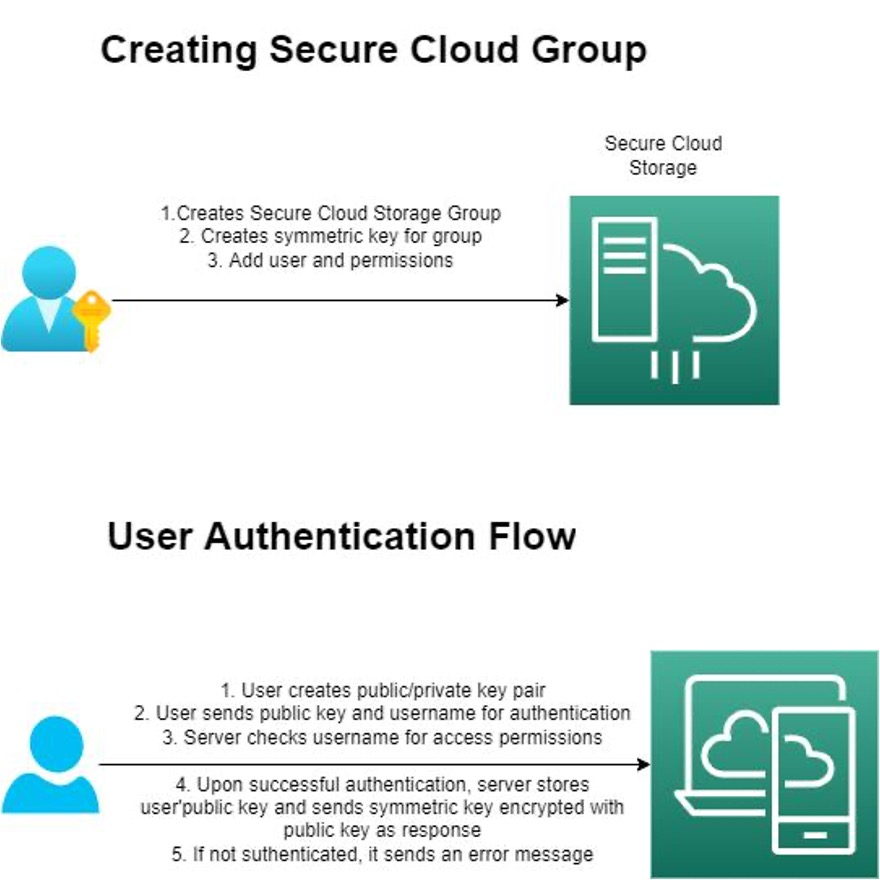 Creating Secure Cloud Group
Secure Cloud
Storage
1.Creates Secure Cloud Storage Group
2. Creates symmetric key for group
3. Add user and permissions
User Authentication Flow
1. User creates public/private key pair
2. User sends public key and username for authentication
3. Server checks username for access permissions
4. Upon successful authentication, server stores
user'public key and sends symmetric key encrypted with
public key as response
5. If not suthenticated, it sends an error message